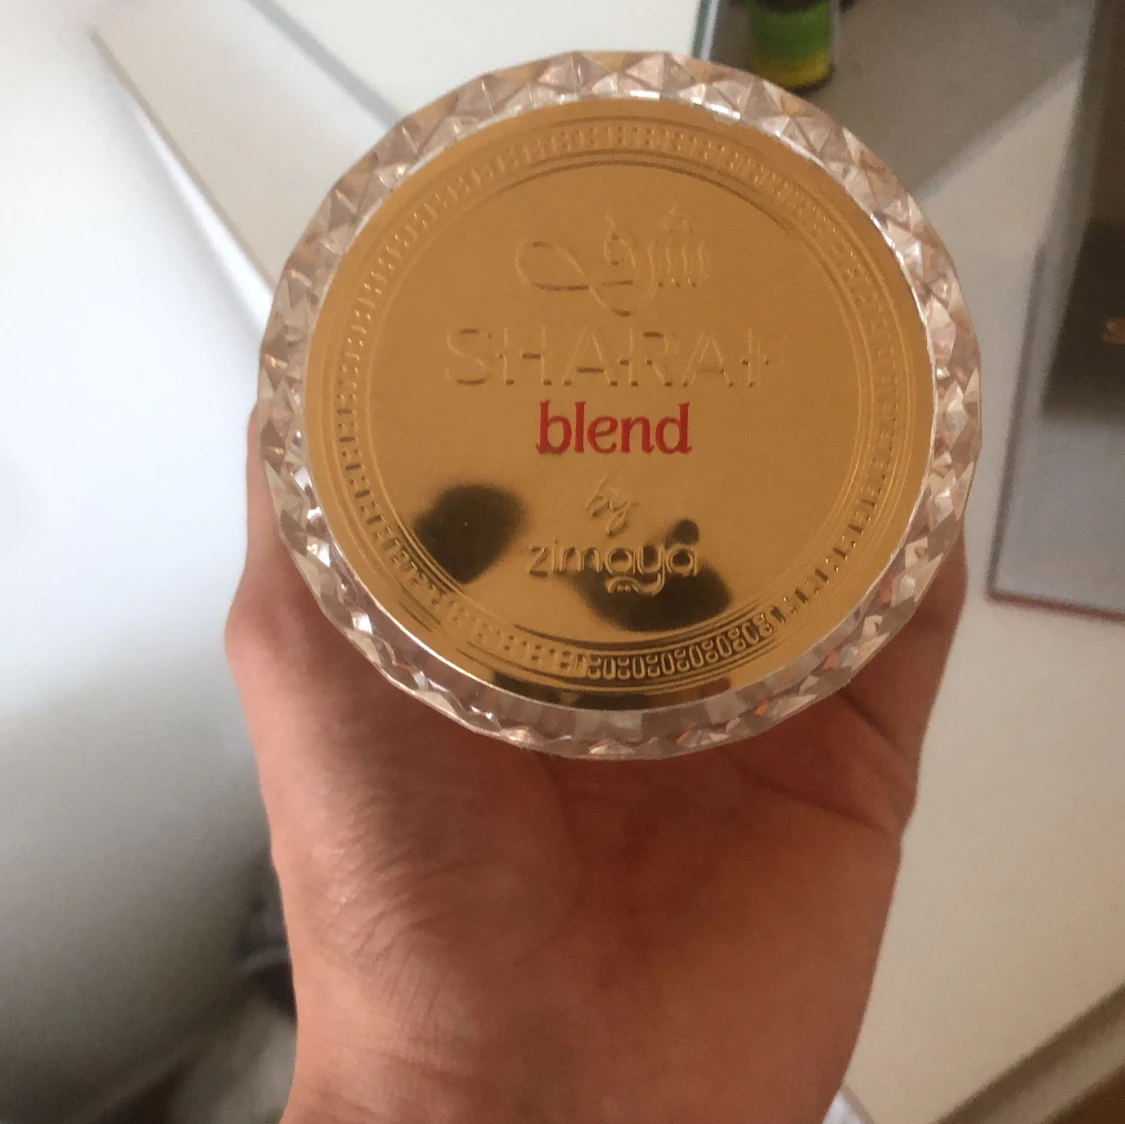 شرف
SHARAF
blend
by
zimaya